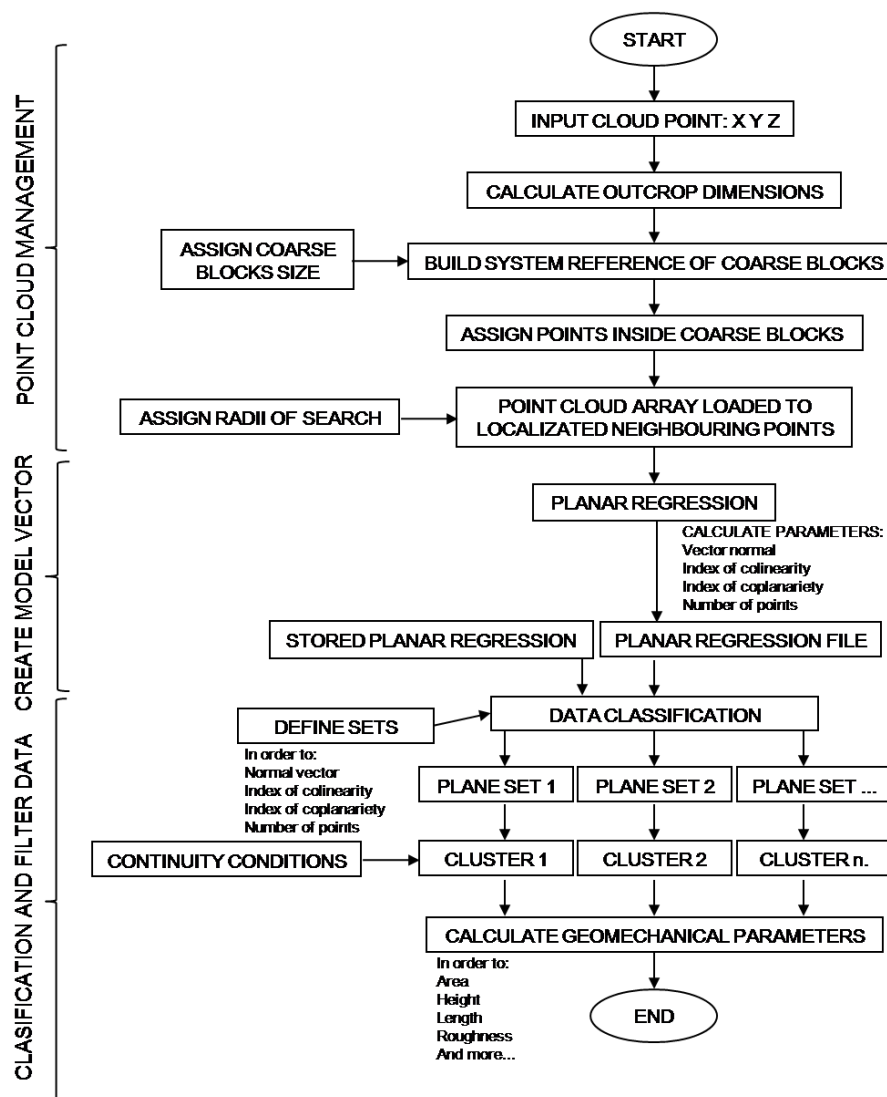 START
INPUT CLOUD POINT: X Y Z
CALCULATE OUTCROP DIMENSIONS
ASSIGN COARSE
BLOCKS SIZE
BUILD SYSTEM REFERENCE OF COARSE BLOCKS
ASSIGN POINTS INSIDE COARSE BLOCKS
ASSIGN RADII OF SEARCH
POINT CLOUD ARRAY LOADED TO
LOCALIZATED NEIGHBOURING POINTS
POINT CLOUD MANAGEMENT
PLANAR REGRESSION
CALCULATE PARAMETERS:
Vector normal
Index of colinearity
Index of coplanariety
Number of points
STORED PLANAR REGRESSION
PLANAR REGRESSION FILE
CREATE MODEL VECTOR
DATA CLASSIFICATION
DEFINE SETS
In order to:
Normal vector
Index of colinearity
Index of coplanariety
Number of points
PLANE SET 1
PLANE SET 2
PLANE SET ...
CONTINUITY CONDITIONS
CLUSTER 1
CLUSTER 2
CLUSTER n.
CALCULATE GEOMECHANICAL PARAMETERS
In order to:
Area
Height
Length
Roughness
And more...
END
CLASIFICATION AND FILTER DATA